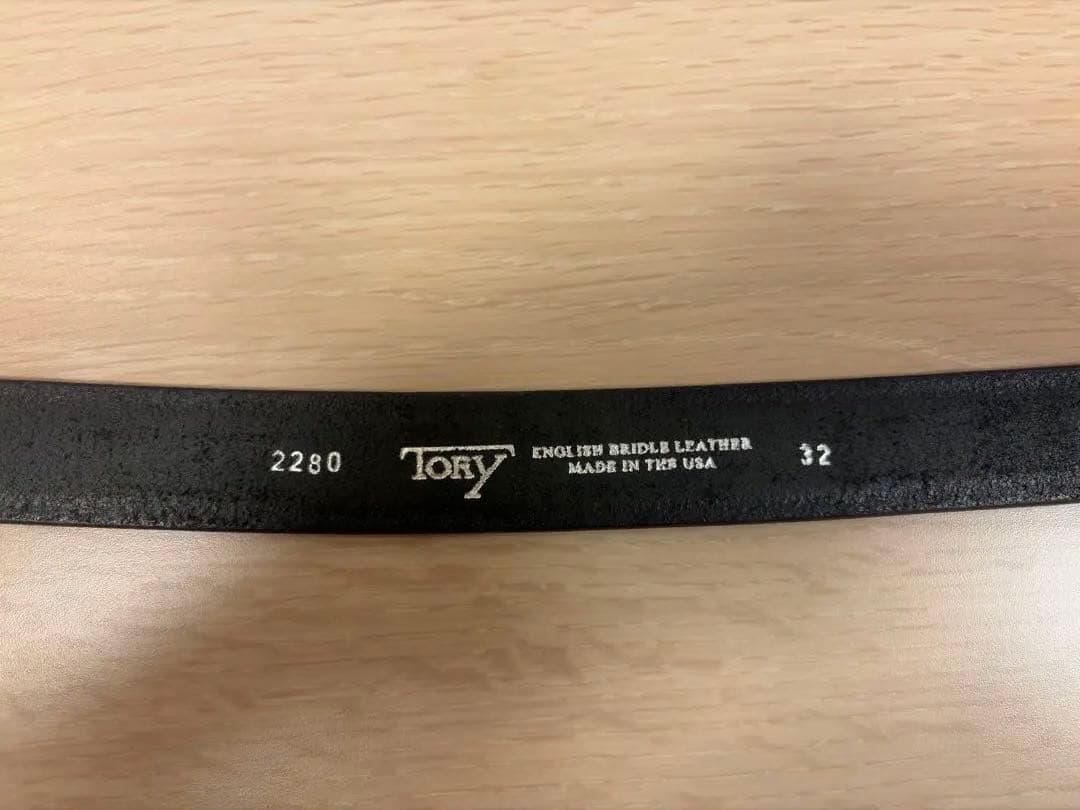 2280
TORY
ENGLISH BRIDLE LEATHER
MADE IN THE USA
32